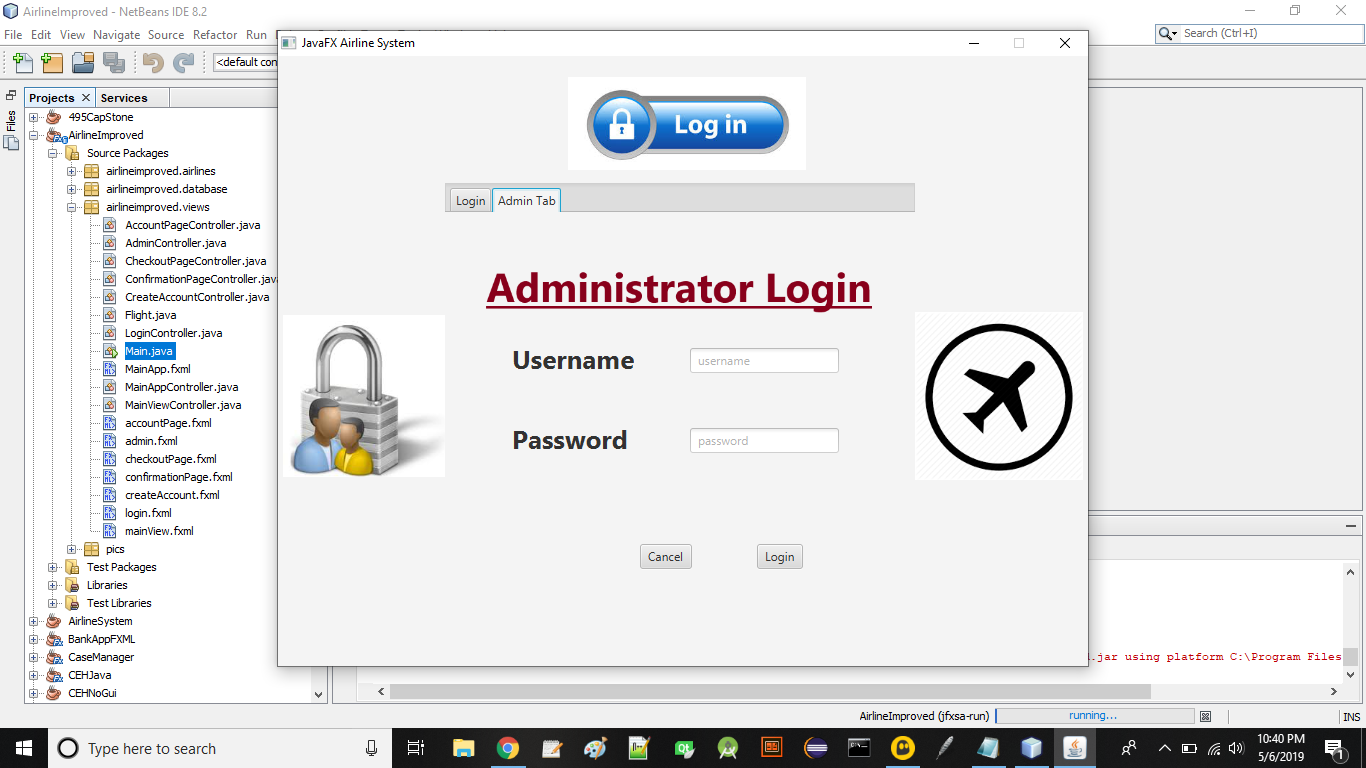 AirlineImproved - NetBeans IDE 8.2
File Edit View Navigate Source Refactor Run
Search (Ctrl+I)
<default con
JavaFX Airline System
Files
Projects Services
495CapStone
AirlineImproved
Source Packages
airlineimproved.airlines
airlineimproved.database
airlineimproved.views
AccountPageController.java
AdminController.java
CheckoutPageController.java
ConfirmationPageController.java
CreateAccountController.java
Flight.java
LoginController.java
Main.java
MainApp.fxml
MainAppController.java
MainViewController.java
accountPage.fxml
admin.fxml
checkoutPage.fxml
confirmationPage.fxml
createAccount.fxml
login.fxml
mainView.fxml
pics
Test Packages
Libraries
Test Libraries
AirlineSystem
BankAppFXML
CaseManager
CEHJava
CEHNoGui
Log in
Login Admin Tab
Administrator Login
Username username
Password password
Cancel Login
.jar using platform C:\Program Files
AirlineImproved (jfxsa-run) running... INS
Type here to search
10:40 PM
5/6/2019
1